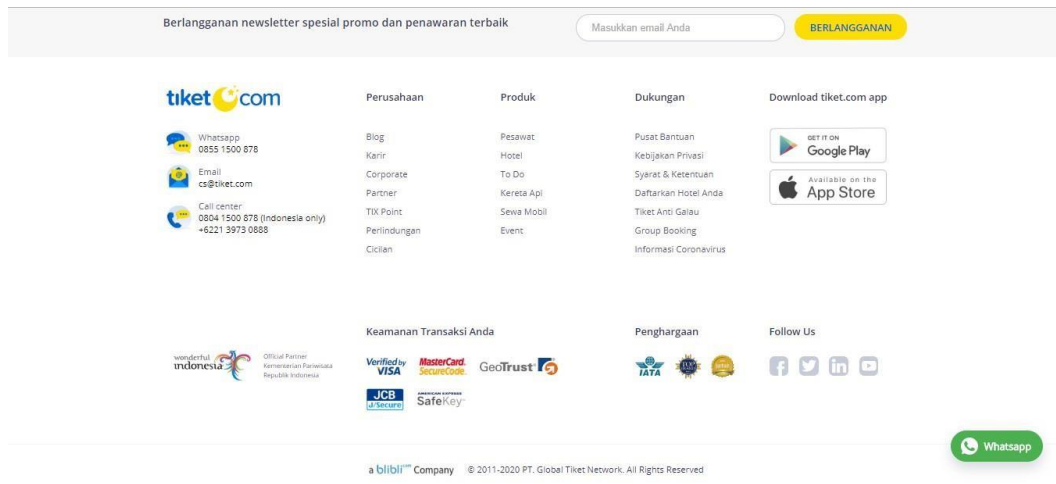 Berlangganan newsletter spesial promo dan penawaran terbaik
Masukkan email Anda
BERLANGGANAN
tiket com
Whatsapp
0855 1500 878
Email
cs@tiket.com
Call center
0804 1500 878 (Indonesia only)
+6221 3973 0888
Perusahaan
Blog
Karir
Corporate
Partner
TIX Point
Perlindungan
Cicilan
Produk
Pesawat
Hotel
To Do
Kereta Api
Sewa Mobil
Event
Dukungan
Pusat Bantuan
Kebijakan Privasi
Syarat & Ketentuan
Daftarkan Hotel Anda
Tiket Anti Galau
Group Booking
Informasi Coronavirus
Download tiket.com app
GET IT ON
Google Play
Available on the
App Store
wonderful
indonesia
Official Partner
Kementerian Pariwisata
Republik Indonesia
Keamanan Transaksi Anda
Verified by
VISA
MasterCard.
SecureCode.
GeoTrust
JCB
J/Secure
AMERICAN EXPRESS
SafeKey
Penghargaan
IATA
Follow Us
Whatsapp
a blibli.com Company
© 2011-2020 PT. Global Tiket Network. All Rights Reserved